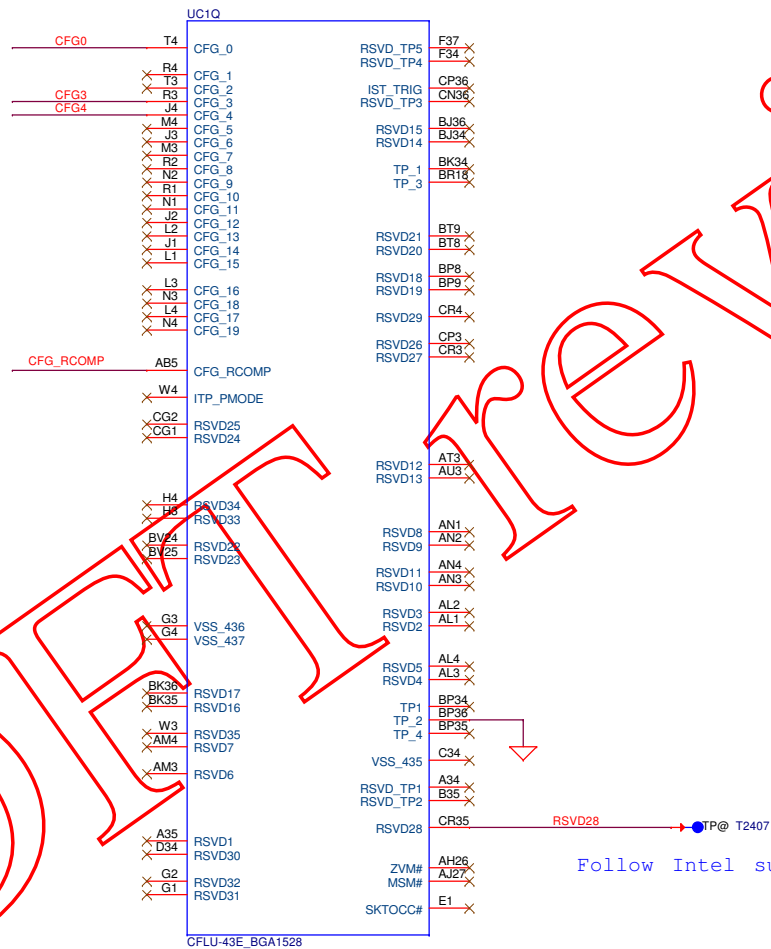 UC1Q
CFG0 T4 CFG_0
R4 CFG_1
T3 CFG_2
CFG3 R3 CFG_3
CFG4 J4 CFG_4
M4 CFG_5
J3 CFG_6
M3 CFG_7
R2 CFG_8
N2 CFG_9
R1 CFG_10
N1 CFG_11
J2 CFG_12
L2 CFG_13
J1 CFG_14
L1 CFG_15
L3 CFG_16
N3 CFG_18
L4 CFG_17
N4 CFG_19
CFG_RCOMP AB5 CFG_RCOMP
W4 ITP_PMODE
CG2 RSVD25
CG1 RSVD24
H4 RSVD34
H3 RSVD33
BV24 RSVD22
BV25 RSVD23
G3 VSS_436
G4 VSS_437
BK36 RSVD17
BK35 RSVD16
W3 RSVD35
AM4 RSVD7
AM3 RSVD6
A35 RSVD1
D34 RSVD30
G2 RSVD32
G1 RSVD31
RSVD_TP5 F37
RSVD_TP4 F34
IST_TRIG CP36
RSVD_TP3 CN36
RSVD15 BJ36
RSVD14 BJ34
TP_1 BK34
TP_3 BR18
RSVD21 BT9
RSVD20 BT8
RSVD18 BP8
RSVD19 BP9
RSVD29 CR4
RSVD26 CP3
RSVD27 CR3
RSVD12 AT3
RSVD13 AU3
RSVD8 AN1
RSVD9 AN2
RSVD11 AN4
RSVD10 AN3
RSVD3 AL2
RSVD2 AL1
RSVD5 AL4
RSVD4 AL3
TP1 BP34
TP_2 BP36
TP_4 BP35
VSS_435 C34
RSVD_TP1 A34
RSVD_TP2 B35
RSVD28 CR35 RSVD28 TP@ T2407
Follow Intel su
ZVM# AH26
MSM# AJ27
SKTOCC# E1
CFLU-43E_BGA1528